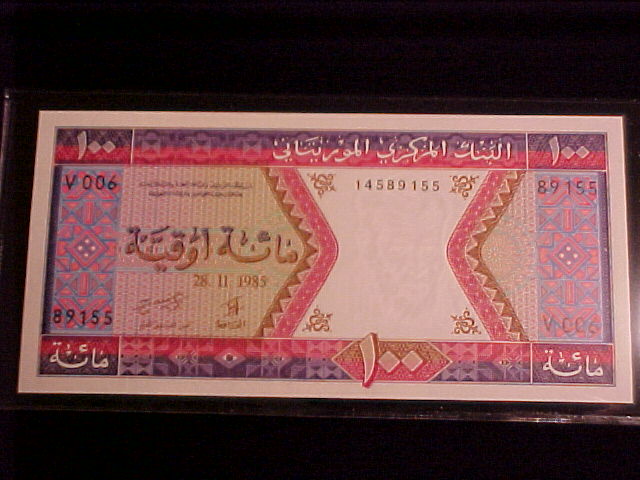 ١٠٠ البنك المركزي الموريتاني ١٠٠
V 006 14589155 89155
مائة أوقية
28. 11 1985
89155 V 006
مائة ١٠٠ مائة